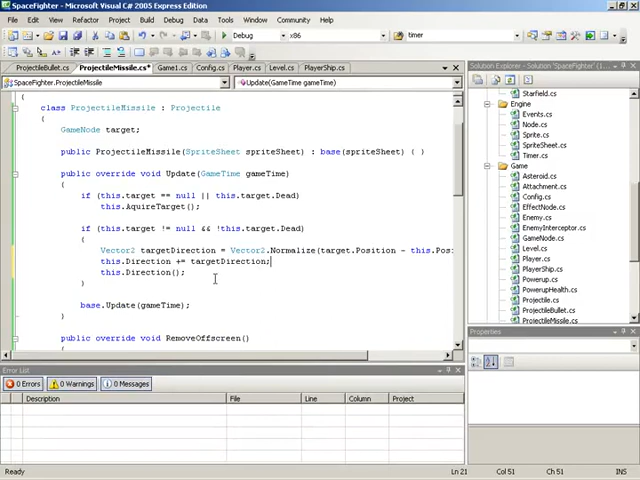 SpaceFighter - Microsoft Visual C# 2005 Express Edition
File Edit View Refactor Project Build Debug Data Tools Window Community Help
Debug x86 timer
ProjectileBullet.cs ProjectileMissile.cs* Game1.cs Config.cs Player.cs Level.cs PlayerShip.cs
SpaceFighter.ProjectileMissile Update(GameTime gameTime)
{
class ProjectileMissile : Projectile
{
GameNode target;
public ProjectileMissile(SpriteSheet spriteSheet) : base(spriteSheet) { }
public override void Update(GameTime gameTime)
{
if (this.target == null || this.target.Dead)
this.AquireTarget();
if (this.target != null && !this.target.Dead)
{
Vector2 targetDirection = Vector2.Normalize(target.Position - this.Posi
this.Direction += targetDirection;
this.Direction();
}
base.Update(gameTime);
}
public override void RemoveOffscreen()
Solution Explorer - Solution 'SpaceFighter'
Starfield.cs
Engine
Events.cs
Node.cs
Sprite.cs
SpriteSheet.cs
Timer.cs
Game
Asteroid.cs
Attachment.cs
Config.cs
EffectNode.cs
Enemy.cs
EnemyInterceptor.cs
GameNode.cs
Level.cs
Player.cs
PlayerShip.cs
Powerup.cs
PowerupHealth.cs
Projectile.cs
ProjectileBullet.cs
ProjectileMissile.cs
Properties
Error List
0 Errors 0 Warnings 0 Messages
Description File Line Column Project
Ready Ln 21 Col 51 Ch 51 INS